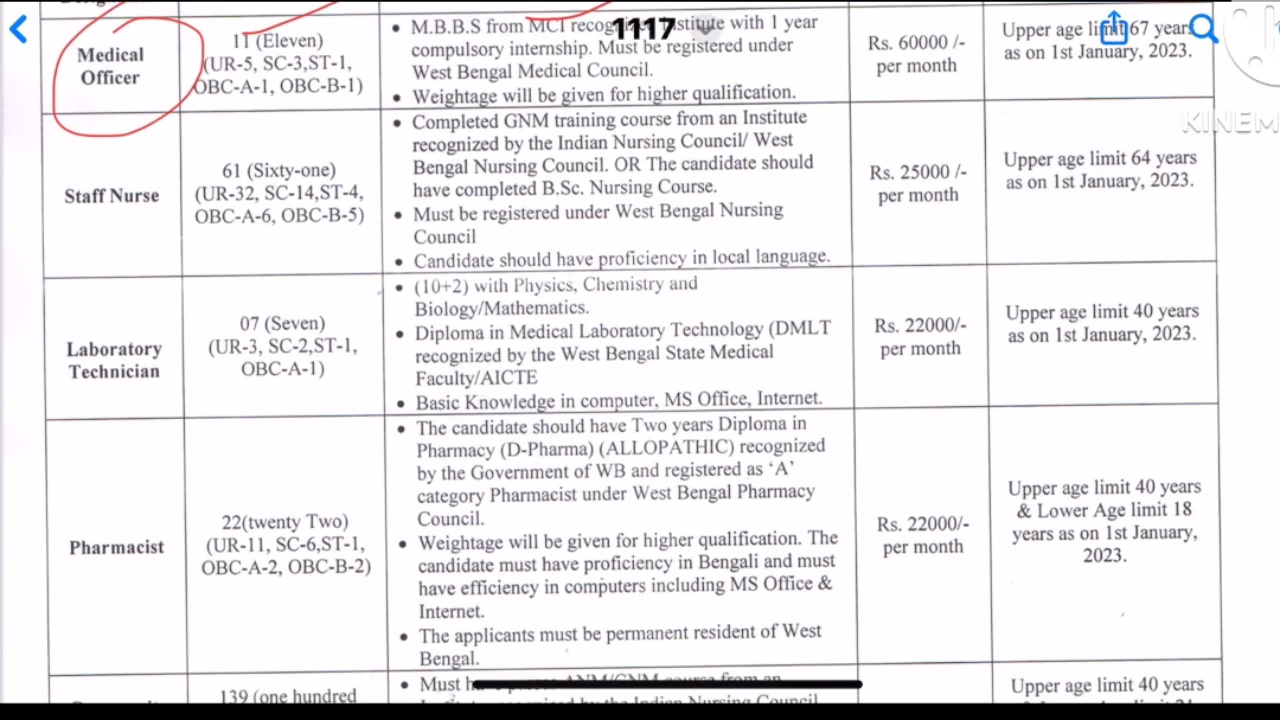 1117
KINEM
Medical
Officer
11 (Eleven)
(UR-5, SC-3,ST-1,
OBC-A-1, OBC-B-1)
• M.B.B.S from MCI institute with 1 year
compulsory internship. Must be registered under
West Bengal Medical Council.
• Weightage will be given for higher qualification.
Rs. 60000 /-
per month
Upper age limit 67 years
as on 1st January, 2023.
Staff Nurse
61 (Sixty-one)
(UR-32, SC-14,ST-4,
OBC-A-6, OBC-B-5)
• Completed GNM training course from an Institute
recognized by the Indian Nursing Council/ West
Bengal Nursing Council. OR The candidate should
have completed B.Sc. Nursing Course.
• Must be registered under West Bengal Nursing
Council
• Candidate should have proficiency in local language.
Rs. 25000 /-
per month
Upper age limit 64 years
as on 1st January, 2023.
Laboratory
Technician
07 (Seven)
(UR-3, SC-2,ST-1,
OBC-A-1)
• (10+2) with Physics, Chemistry and
Biology/Mathematics.
• Diploma in Medical Laboratory Technology (DMLT
recognized by the West Bengal State Medical
Faculty/AICTE
• Basic Knowledge in computer, MS Office, Internet.
Rs. 22000/-
per month
Upper age limit 40 years
as on 1st January, 2023.
Pharmacist
22(twenty Two)
(UR-11, SC-6,ST-1,
OBC-A-2, OBC-B-2)
• The candidate should have Two years Diploma in
Pharmacy (D-Pharma) (ALLOPATHIC) recognized
by the Government of WB and registered as ‘A’
category Pharmacist under West Bengal Pharmacy
Council.
• Weightage will be given for higher qualification. The
candidate must have proficiency in Bengali and must
have efficiency in computers including MS Office &
Internet.
• The applicants must be permanent resident of West
Bengal.
Rs. 22000/-
per month
Upper age limit 40 years
& Lower Age limit 18
years as on 1st January,
2023.
139 (one hundred
• Must
Upper age limit 40 years